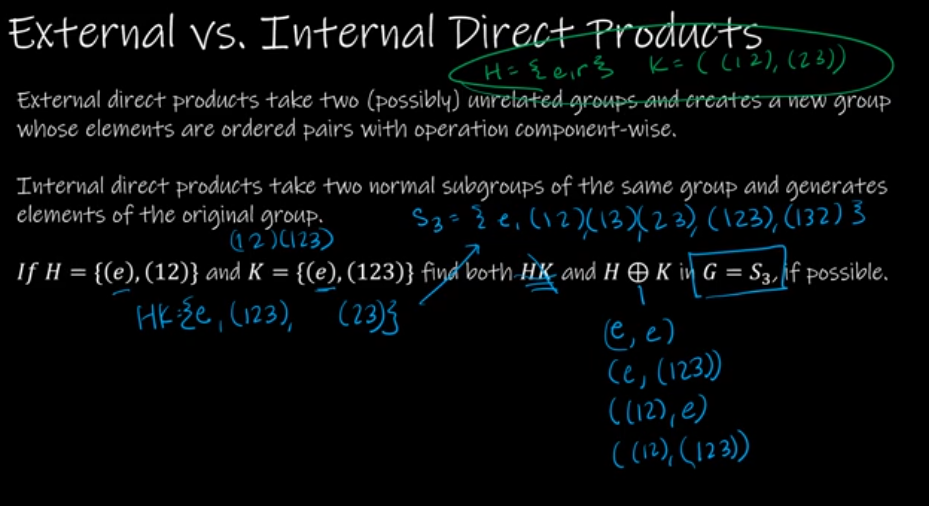 External vs. Internal Direct Products
H = {e, r} K = ( (12), (23))
External direct products take two (possibly) unrelated groups and creates a new group
whose elements are ordered pairs with operation component-wise.
Internal direct products take two normal subgroups of the same group and generates
elements of the original group.
S₃ = { e, (12)(13)(23), (123), (132) }
(12)(123)
If H = {(e), (12)} and K = {(e), (123)} find both HK and H ⊕ K in G = S₃, if possible.
HK = {e, (123), (23)}
(e, e)
(e, (123))
((12), e)
((12), (123))